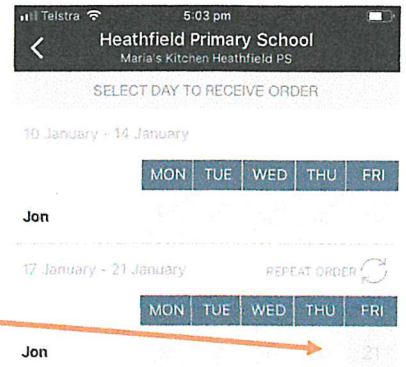 Telstra 5:03 pm
Heathfield Primary School
Maria's Kitchen Heathfield PS
SELECT DAY TO RECEIVE ORDER
10 January - 14 January
MON TUE WED THU FRI
Jon
17 January - 21 January REPEAT ORDER
MON TUE WED THU FRI
Jon 21